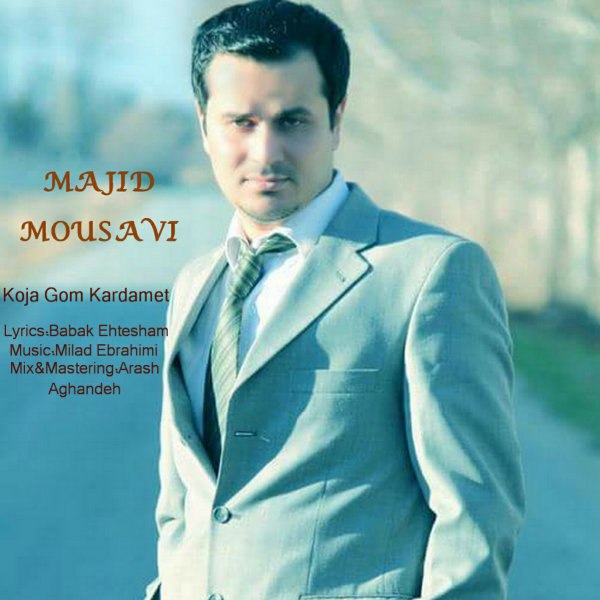 MAJID
MOUSAVI
Koja Gom Kardamet
Lyrics:Babak Ehtesham
Music:Milad Ebrahimi
Mix&Mastering:Arash
Aghandeh